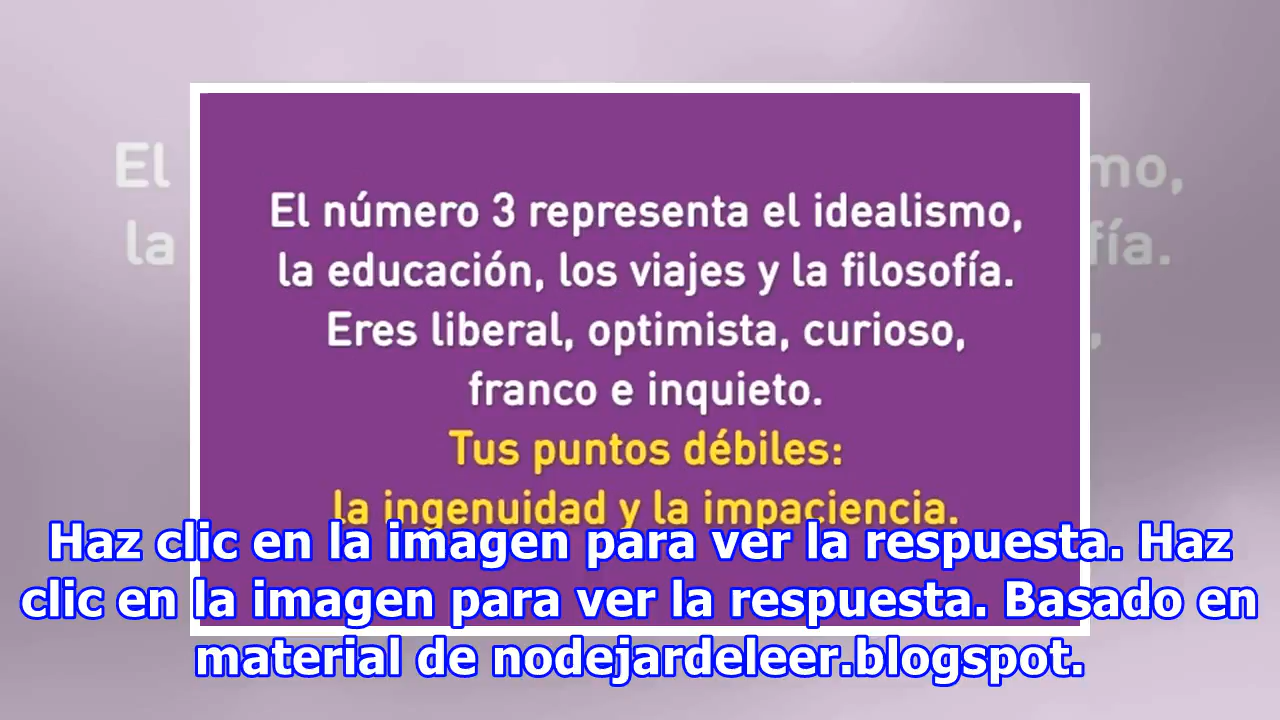 El número 3 representa el idealismo,
la educación, los viajes y la filosofía.
Eres liberal, optimista, curioso,
franco e inquieto.
Tus puntos débiles:
la ingenuidad y la impaciencia.
Haz clic en la imagen para ver la respuesta. Haz
clic en la imagen para ver la respuesta. Basado en
material de nodejardeleer.blogspot.